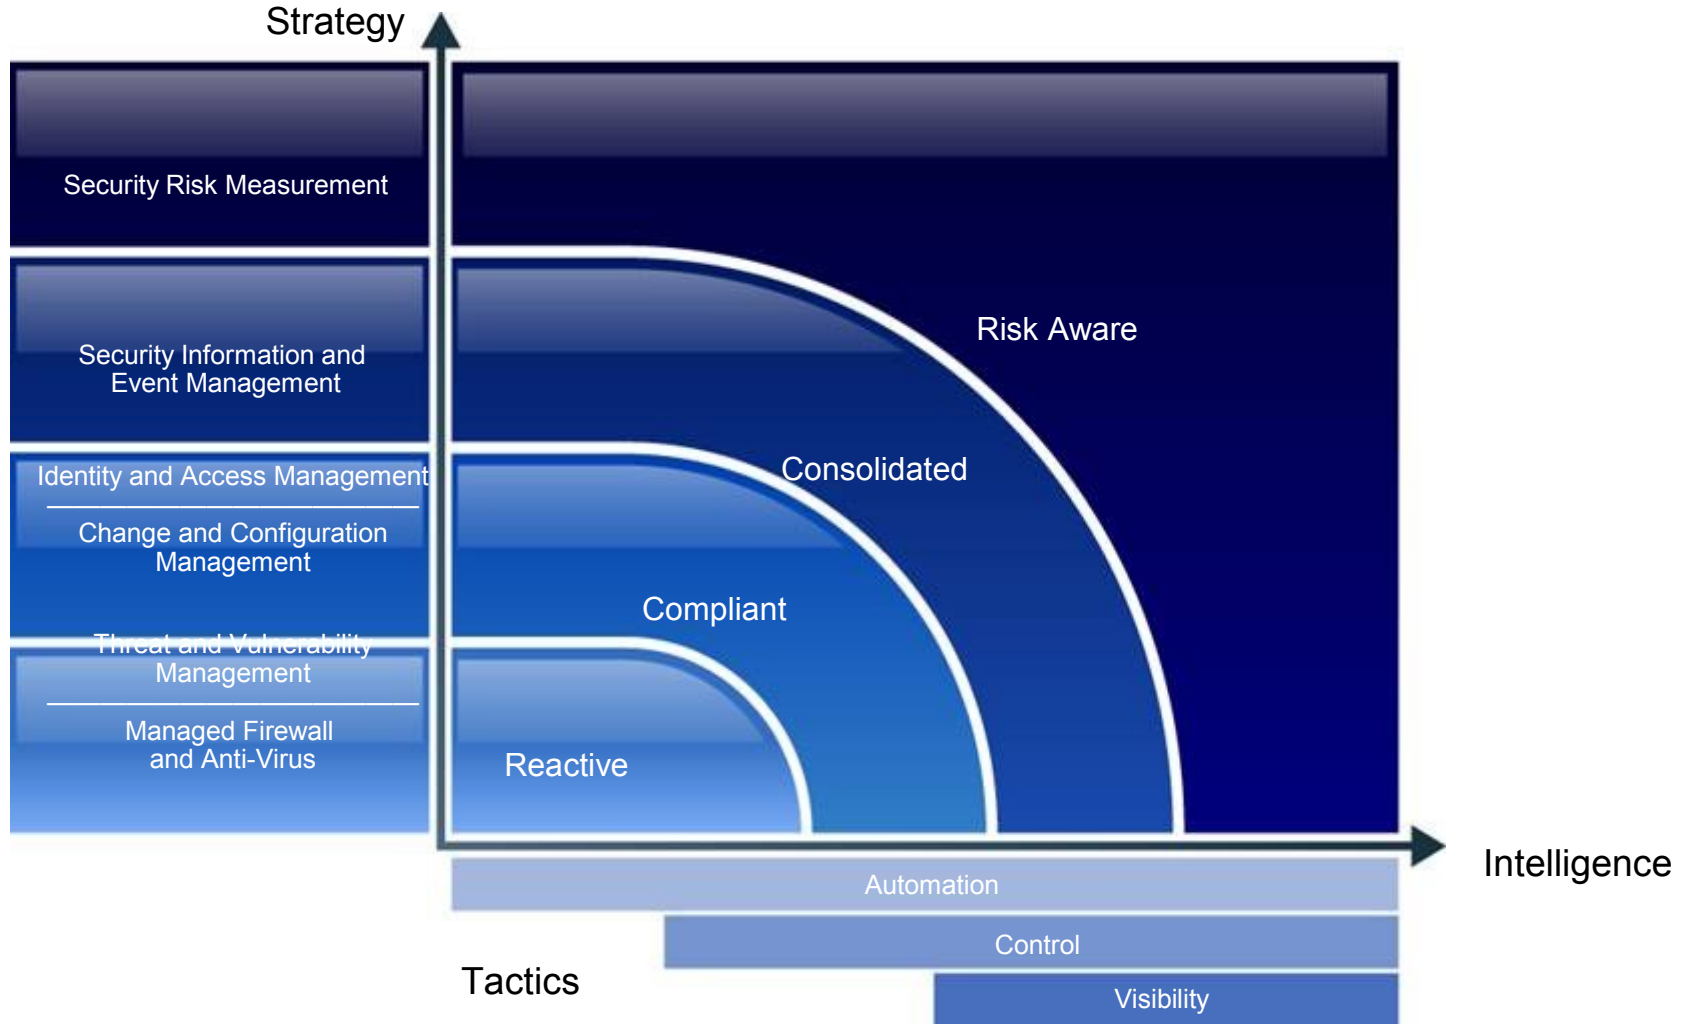 Strategy
Security Risk Measurement
Risk Aware
Security Information and
Event Management
Consolidated
Identity and Access Management
Change and Configuration
Management
Compliant
Threat and Vulnerability
Management
Managed Firewall
and Anti-Virus
Reactive
Intelligence
Automation
Control
Tactics
Visibility